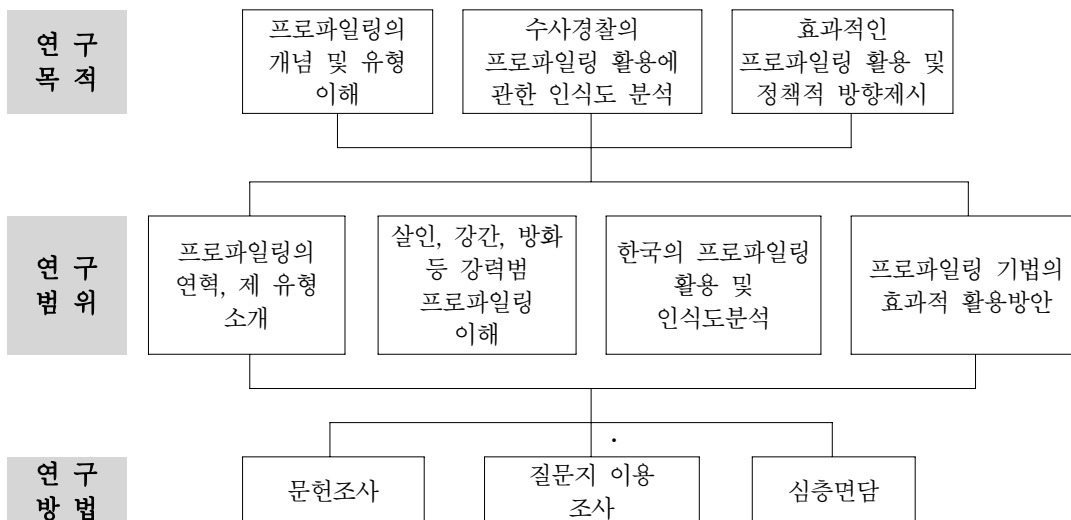 연 구
목 적
프로파일링의
개념 및 유형
이해
수사경찰의
프로파일링 활용에
관한 인식도 분석
효과적인
프로파일링 활용 및
정책적 방향제시
연 구
범 위
프로파일링의
연혁, 제 유형
소개
살인, 강간, 방화
등 강력범
프로파일링
이해
한국의 프로파일링
활용 및
인식도분석
프로파일링 기법의
효과적 활용방안
연 구
방 법
문헌조사
질문지 이용
조사
심층면담